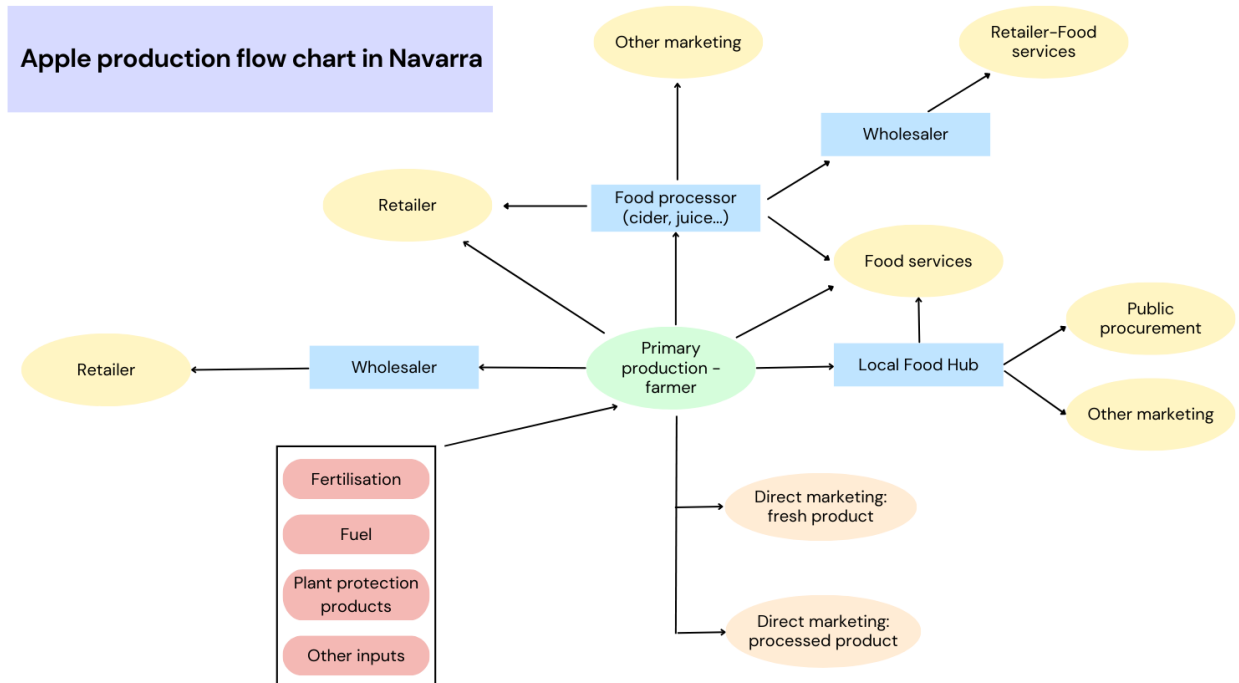 Apple production flow chart in Navarra
Other marketing
Retailer-Food
services
Wholesaler
Food processor
(cider, juice...)
Retailer
Food services
Public
procurement
Primary
production -
farmer
Local Food Hub
Wholesaler
Retailer
Other marketing
Fertilisation
Fuel
Plant protection
products
Other inputs
Direct marketing:
fresh product
Direct marketing:
processed product